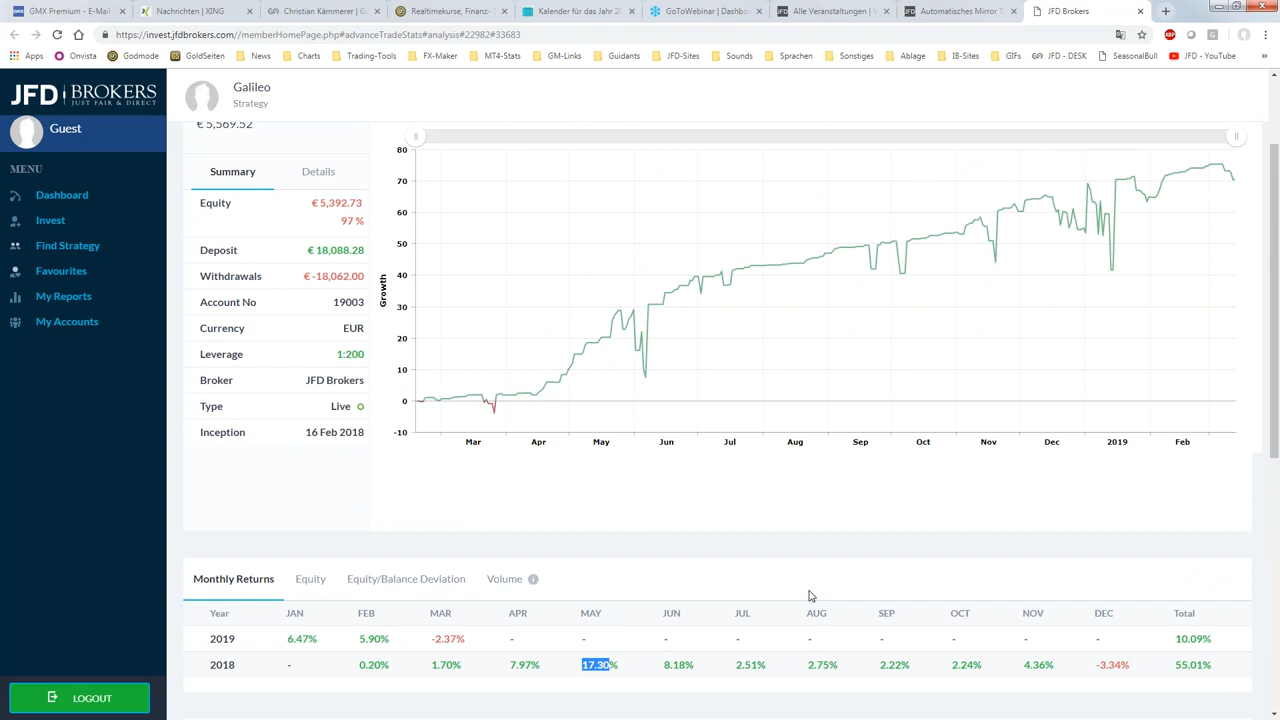 GMX Premium - E-Mail
Nachrichten | XING
Christian Kämmerer | G
Realtimekurse, Finanz-
Kalender für das Jahr 20
GoToWebinar | Dashbo
Alle Veranstaltungen | V
Automatisches Minor-T
JFD Brokers
https://invest.jfdbrokers.com/memberHomePage.php#advanceTradeStats#analysis#22982#33683
Apps Onvista Godmode GoldSeiten News Charts Trading-Tools FX-Maker MT4-Stats GM-Links Guidants JFD-Sites Sounds Sprachen Sonstiges Ablage IB-Sites GIFs JFD - DESK SeasonalBull JFD - YouTube »
JFD BROKERS
JUST FAIR & DIRECT
Guest
MENU
Dashboard
Invest
Find Strategy
Favourites
My Reports
My Accounts
LOGOUT
Galileo
Strategy
€ 5,569.52
Summary Details
Equity € 5,392.73
97 %
Deposit € 18,088.28
Withdrawals € -18,062.00
Account No 19003
Currency EUR
Leverage 1:200
Broker JFD Brokers
Type Live
Inception 16 Feb 2018
Growth
80
70
60
50
40
30
20
10
0
-10
Mar Apr May Jun Jul Aug Sep Oct Nov Dec 2019 Feb
Monthly Returns Equity Equity/Balance Deviation Volume
Year JAN FEB MAR APR MAY JUN JUL AUG SEP OCT NOV DEC Total
2019 6.47% 5.90% -2.37% - - - - - - - - - 10.09%
2018 - 0.20% 1.70% 7.97% 17.30% 8.18% 2.51% 2.75% 2.22% 2.24% 4.36% -3.34% 55.01%